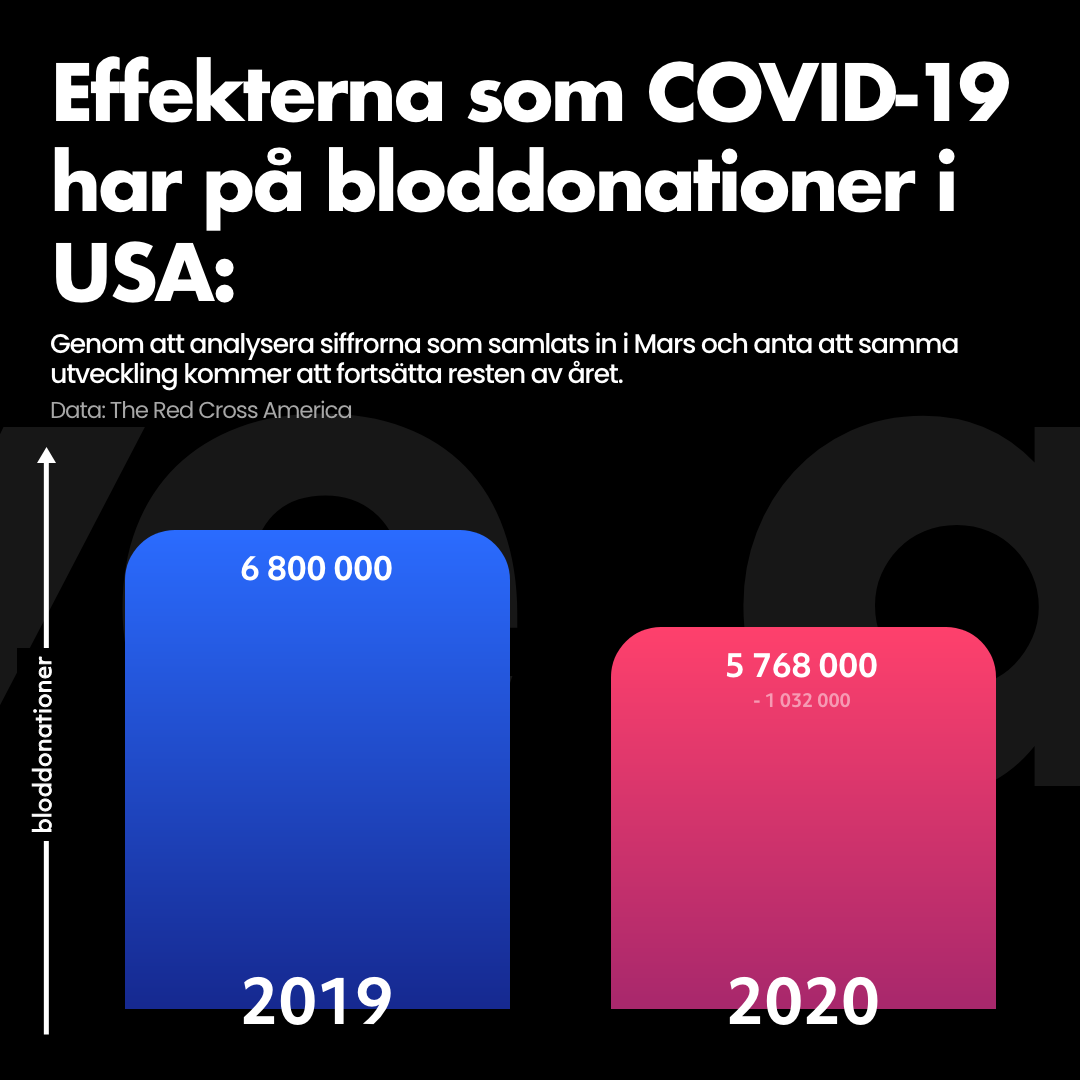 Effekterna som COVID-19
har på bloddonationer i
USA:
Genom att analysera siffrorna som samlats in i Mars och anta att samma
utveckling kommer att fortsätta resten av året.
Data: The Red Cross America
bloddonationer
6 800 000
5 768 000
- 1 032 000
2019
2020